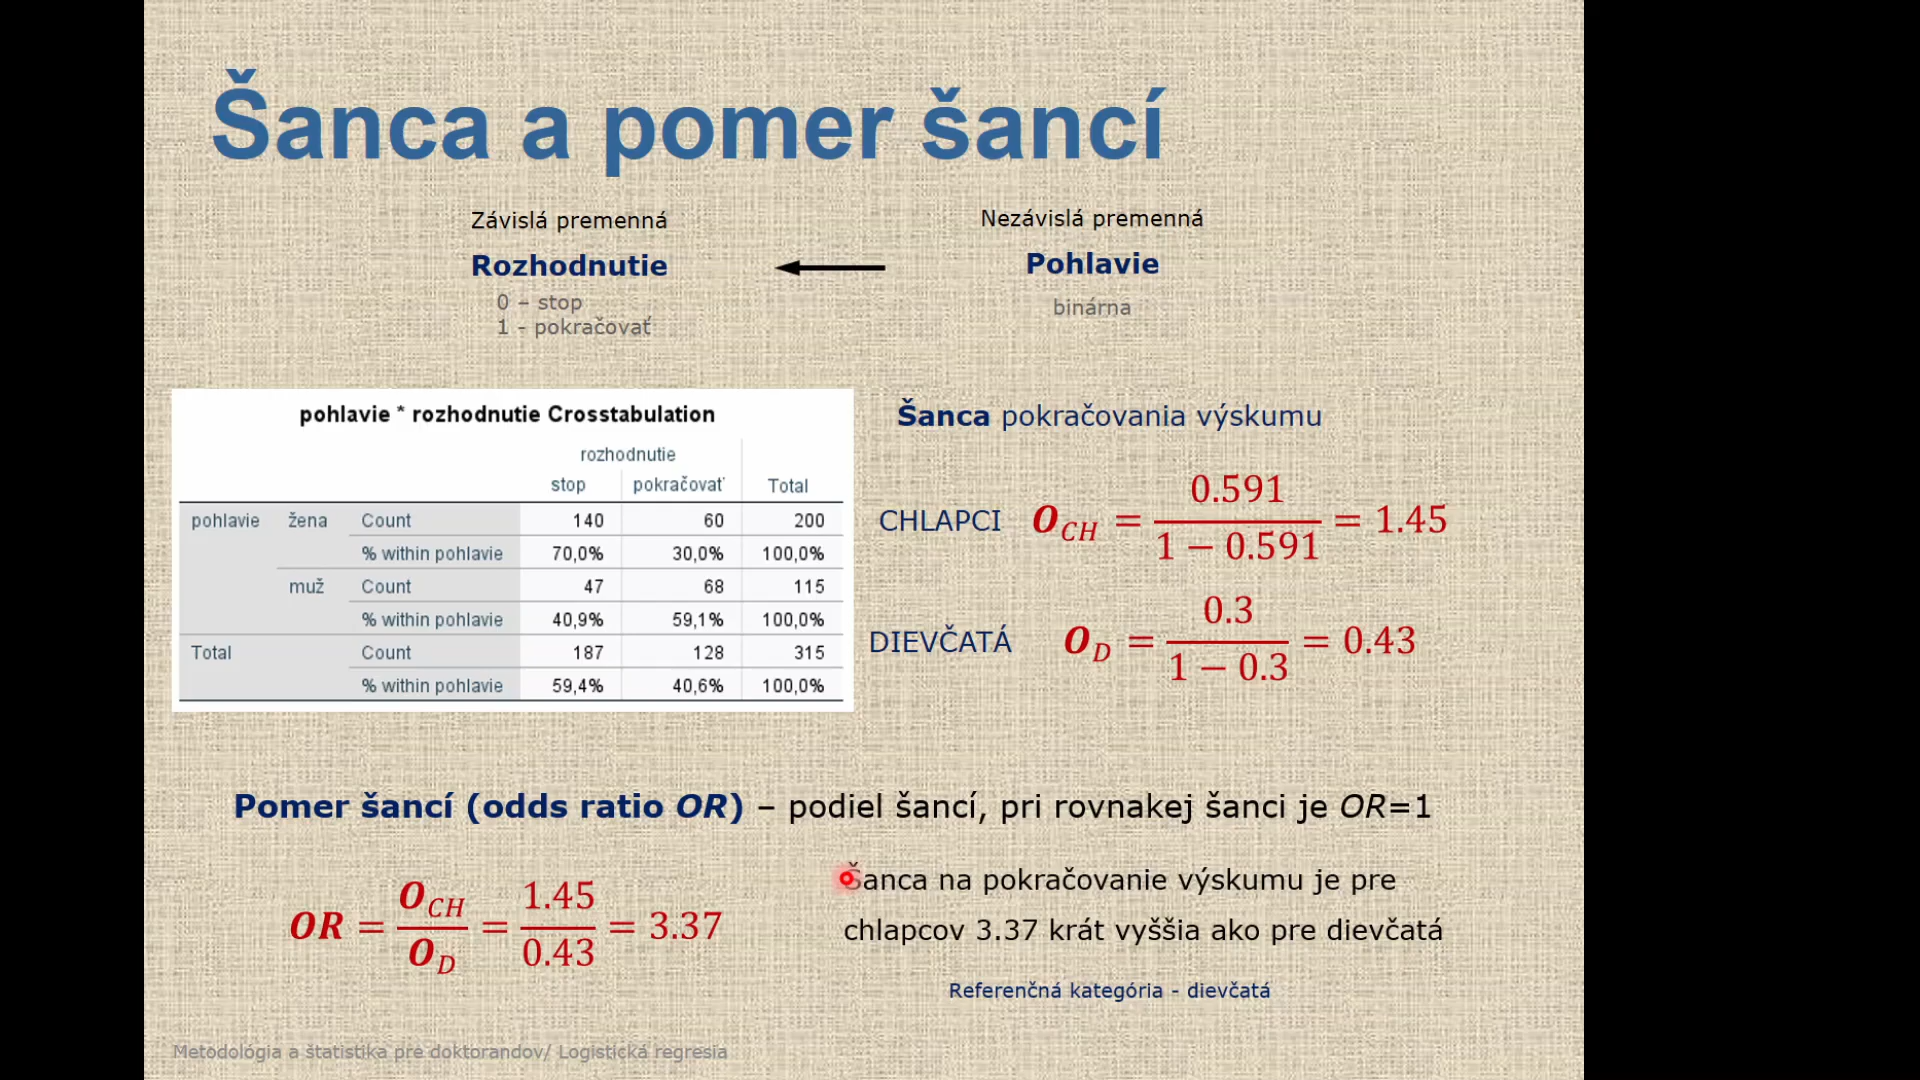 Šanca a pomer šancí
Závislá premenná
Nezávislá premenná
Rozhodnutie
Pohlavie
0 – stop
1 - pokračovať
binárna
pohlavie * rozhodnutie Crosstabulation
rozhodnutie
stop pokračovať Total
pohlavie žena Count 140 60 200
% within pohlavie 70,0% 30,0% 100,0%
muž Count 47 68 115
% within pohlavie 40,9% 59,1% 100,0%
Total Count 187 128 315
% within pohlavie 59,4% 40,6% 100,0%
Šanca pokračovania výskumu
CHLAPCI O_CH = 0.591 / (1 − 0.591) = 1.45
DIEVČATÁ O_D = 0.3 / (1 − 0.3) = 0.43
Pomer šancí (odds ratio OR) – podiel šancí, pri rovnakej šanci je OR=1
OR = O_CH / O_D = 1.45 / 0.43 = 3.37
Šanca na pokračovanie výskumu je pre
chlapcov 3.37 krát vyššia ako pre dievčatá
Referenčná kategória - dievčatá
Metodológia a štatistika pre doktorandov/ Logistická regresia